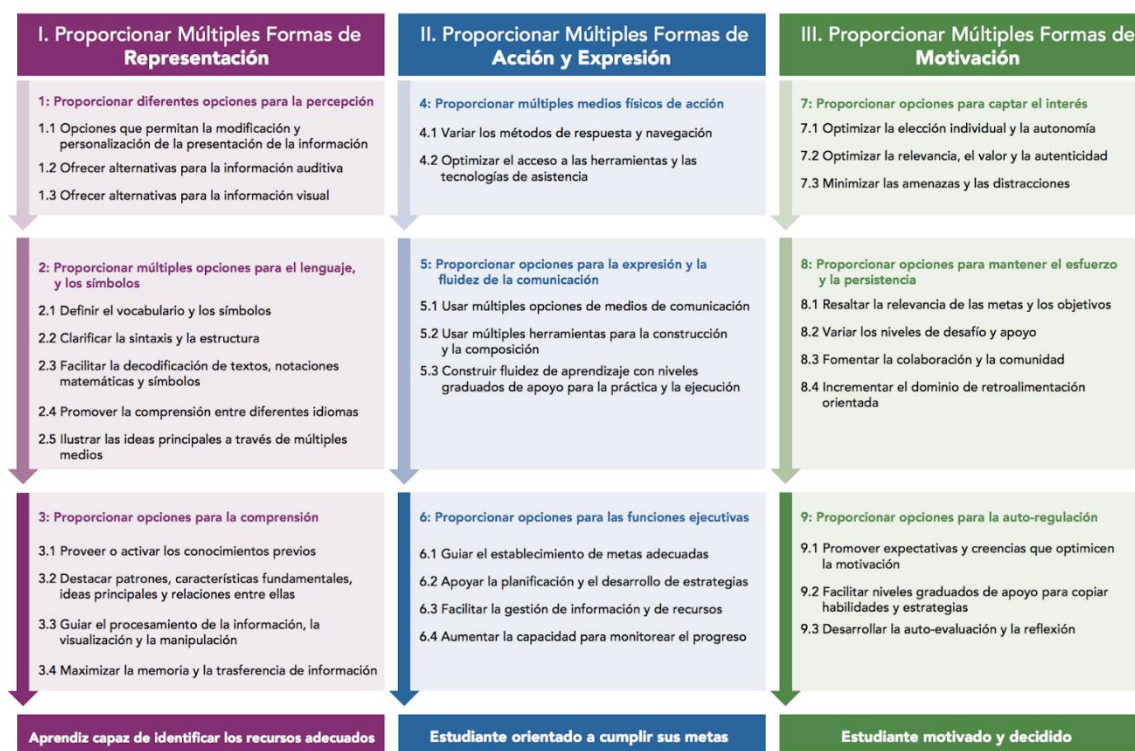 I. Proporcionar Múltiples Formas de
Representación
1: Proporcionar diferentes opciones para la percepción
1.1 Opciones que permitan la modificación y
personalización de la presentación de la información
1.2 Ofrecer alternativas para la información auditiva
1.3 Ofrecer alternativas para la información visual
2: Proporcionar múltiples opciones para el lenguaje,
y los símbolos
2.1 Definir el vocabulario y los símbolos
2.2 Clarificar la sintaxis y la estructura
2.3 Facilitar la decodificación de textos, notaciones
matemáticas y símbolos
2.4 Promover la comprensión entre diferentes idiomas
2.5 Ilustrar las ideas principales a través de múltiples
medios
3: Proporcionar opciones para la comprensión
3.1 Proveer o activar los conocimientos previos
3.2 Destacar patrones, características fundamentales,
ideas principales y relaciones entre ellas
3.3 Guiar el procesamiento de la información, la
visualización y la manipulación
3.4 Maximizar la memoria y la trasferencia de información
Aprendiz capaz de identificar los recursos adecuados
II. Proporcionar Múltiples Formas de
Acción y Expresión
4: Proporcionar múltiples medios físicos de acción
4.1 Variar los métodos de respuesta y navegación
4.2 Optimizar el acceso a las herramientas y las
tecnologías de asistencia
5: Proporcionar opciones para la expresión y la
fluidez de la comunicación
5.1 Usar múltiples opciones de medios de comunicación
5.2 Usar múltiples herramientas para la construcción
y la composición
5.3 Construir fluidez de aprendizaje con niveles
graduados de apoyo para la práctica y la ejecución
6: Proporcionar opciones para las funciones ejecutivas
6.1 Guiar el establecimiento de metas adecuadas
6.2 Apoyar la planificación y el desarrollo de estrategias
6.3 Facilitar la gestión de información y de recursos
6.4 Aumentar la capacidad para monitorear el progreso
Estudiante orientado a cumplir sus metas
III. Proporcionar Múltiples Formas de
Motivación
7: Proporcionar opciones para captar el interés
7.1 Optimizar la elección individual y la autonomía
7.2 Optimizar la relevancia, el valor y la autenticidad
7.3 Minimizar las amenazas y las distracciones
8: Proporcionar opciones para mantener el esfuerzo
y la persistencia
8.1 Resaltar la relevancia de las metas y los objetivos
8.2 Variar los niveles de desafío y apoyo
8.3 Fomentar la colaboración y la comunidad
8.4 Incrementar el dominio de retroalimentación
orientada
9: Proporcionar opciones para la auto-regulación
9.1 Promover expectativas y creencias que optimicen
la motivación
9.2 Facilitar niveles graduados de apoyo para copiar
habilidades y estrategias
9.3 Desarrollar la auto-evaluación y la reflexión
Estudiante motivado y decidido